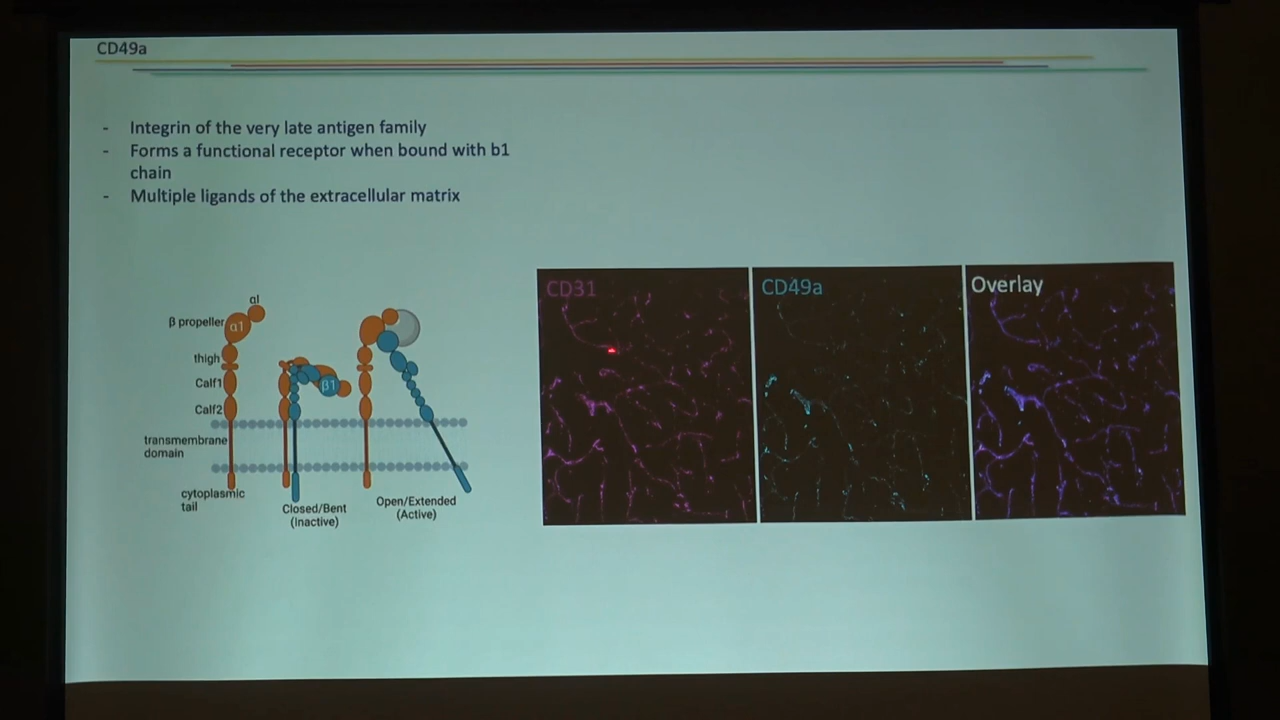 CD49a
- Integrin of the very late antigen family
- Forms a functional receptor when bound with b1
chain
- Multiple ligands of the extracellular matrix
αI
β propeller
α1
thigh
Calf1
Calf2
β1
transmembrane
domain
cytoplasmic
tail
Closed/Bent
(Inactive)
Open/Extended
(Active)
CD31
CD49a
Overlay